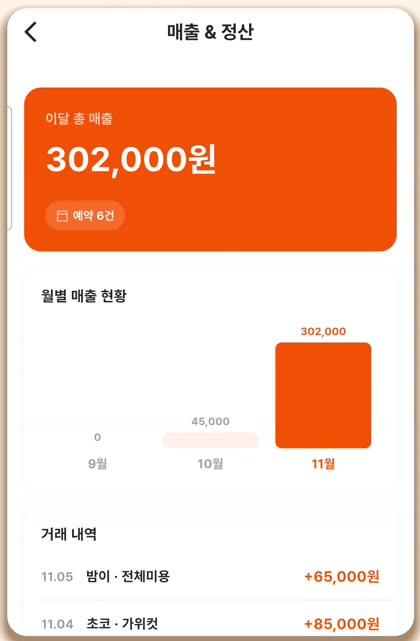 매출 & 정산
이달 총 매출
302,000원
예약 6건
월별 매출 현황
302,000
45,000
0
9월 10월 11월
거래 내역
11.05 밤이 · 전체미용 +65,000원
11.04 초코 · 가위컷 +85,000원